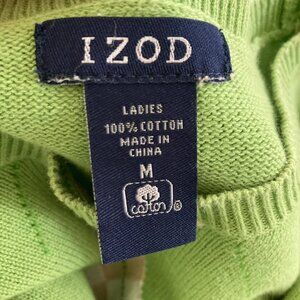 IZOD
LADIES
100% COTTON
MADE IN
CHINA
M
cotton
®